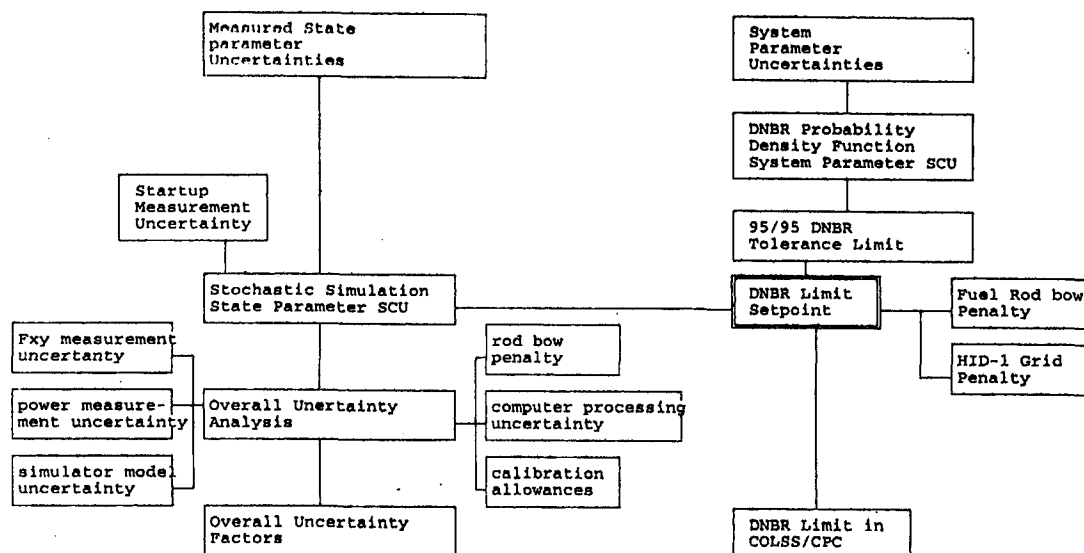 Measured State
parameter
Uncertainties
System
Parameter
Uncertainties
DNBR Probability
Density Function
System Parameter SCU
Startup
Measurement
Uncertainty
95/95 DNBR
Tolerance Limit
Stochastic Simulation
State Parameter SCU
DNBR Limit
Setpoint
Fuel Rod bow
Penalty
HID-1 Grid
Penalty
Fxy measurement
uncertanty
rod bow
penalty
power measure-
ment uncertainty
Overall Unertainty
Analysis
computer processing
uncertainty
simulator model
uncertainty
calibration
allowances
Overall Uncertainty
Factors
DNBR Limit in
COLSS/CPC